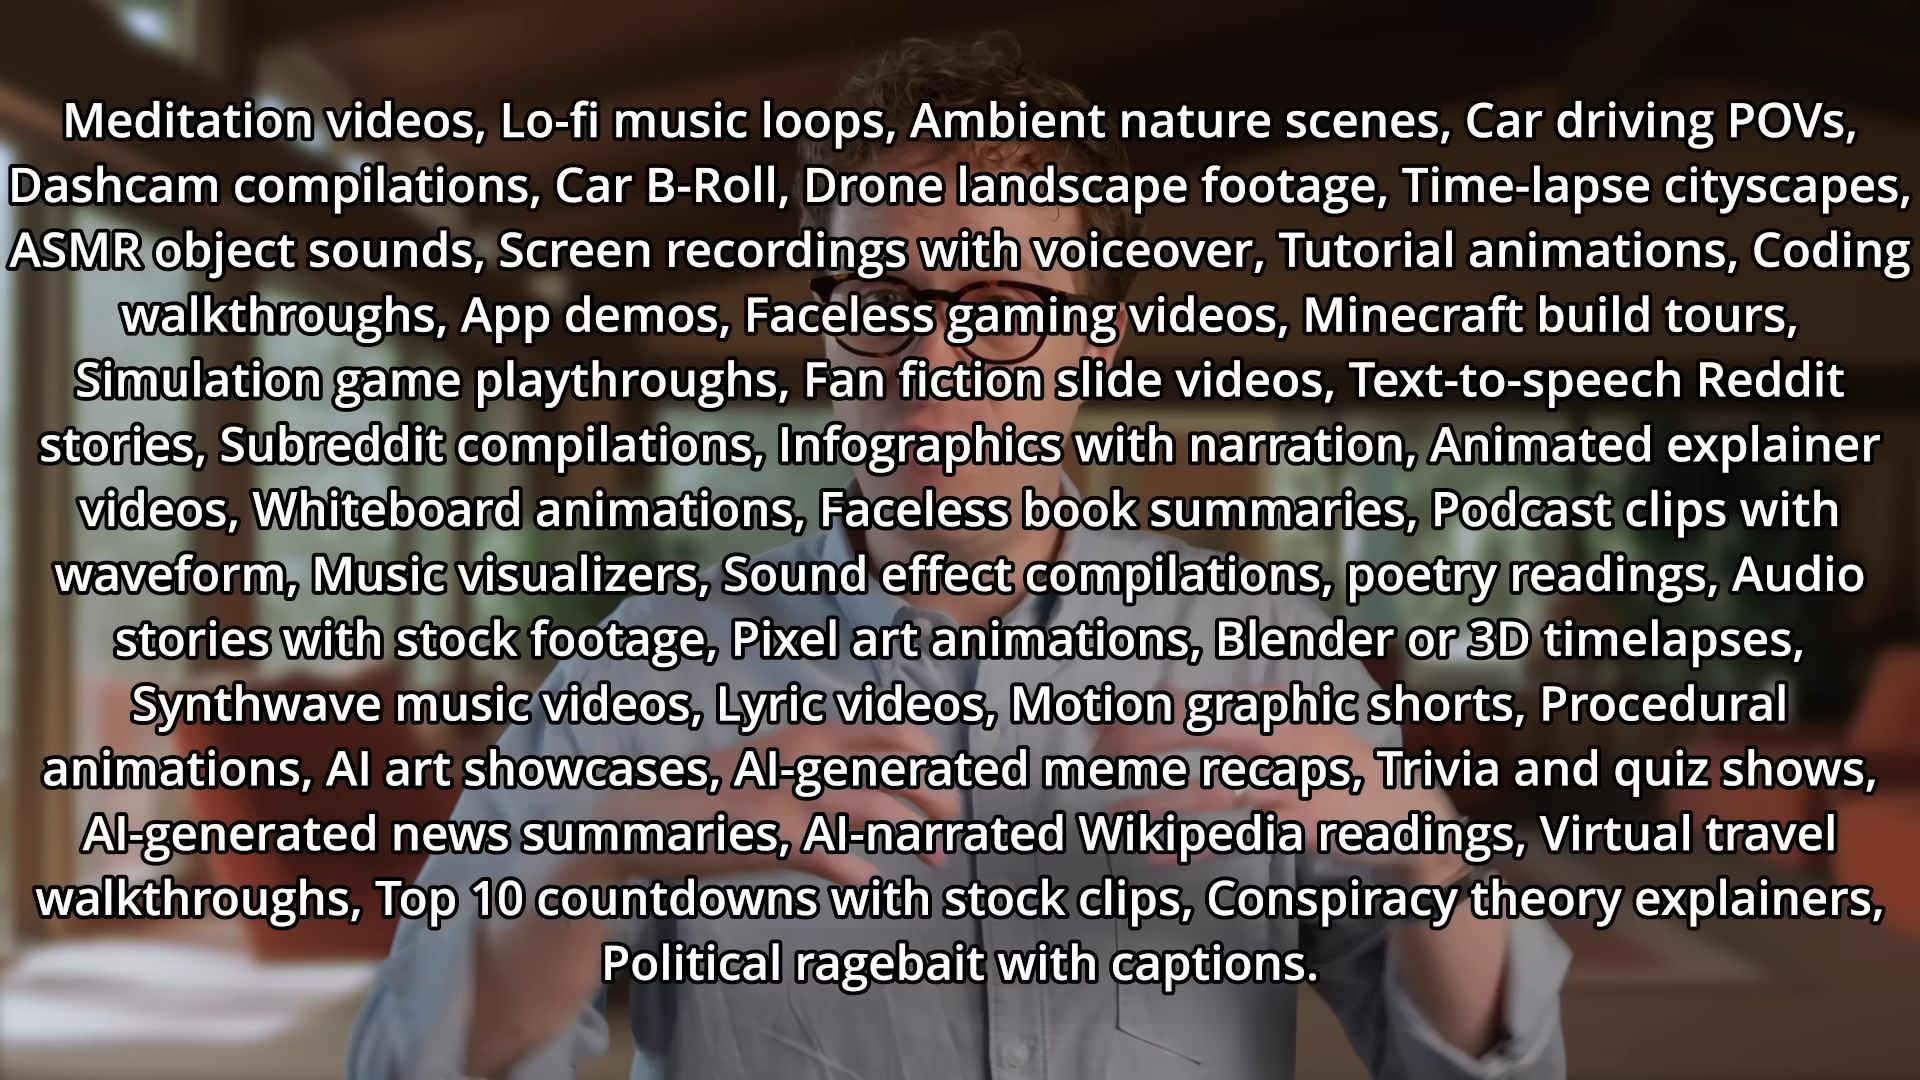 Meditation videos, Lo-fi music loops, Ambient nature scenes, Car driving POVs,
Dashcam compilations, Car B-Roll, Drone landscape footage, Time-lapse cityscapes,
ASMR object sounds, Screen recordings with voiceover, Tutorial animations, Coding
walkthroughs, App demos, Faceless gaming videos, Minecraft build tours,
Simulation game playthroughs, Fan fiction slide videos, Text-to-speech Reddit
stories, Subreddit compilations, Infographics with narration, Animated explainer
videos, Whiteboard animations, Faceless book summaries, Podcast clips with
waveform, Music visualizers, Sound effect compilations, poetry readings, Audio
stories with stock footage, Pixel art animations, Blender or 3D timelapses,
Synthwave music videos, Lyric videos, Motion graphic shorts, Procedural
animations, AI art showcases, AI-generated meme recaps, Trivia and quiz shows,
AI-generated news summaries, AI-narrated Wikipedia readings, Virtual travel
walkthroughs, Top 10 countdowns with stock clips, Conspiracy theory explainers,
Political ragebait with captions.